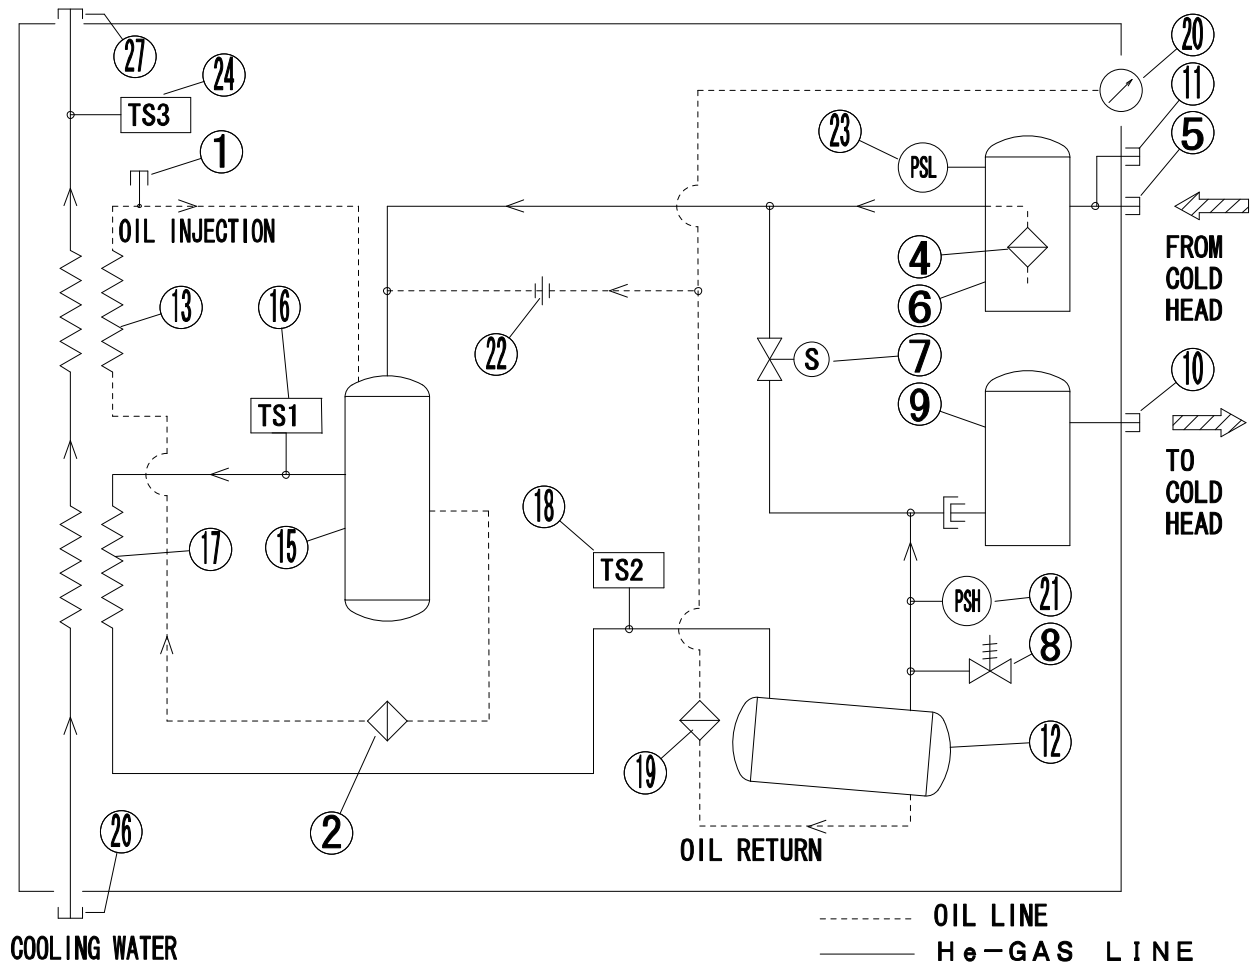 27
20
24
11
TS3
5
23
1
PSL
OIL INJECTION
4
FROM
COLD
HEAD
6
13
16
22
7
S
10
9
TS1
TO
COLD
HEAD
18
17
15
TS2
PSH
21
8
12
19
2
26
OIL RETURN
OIL LINE
COOLING WATER
He-GAS LINE